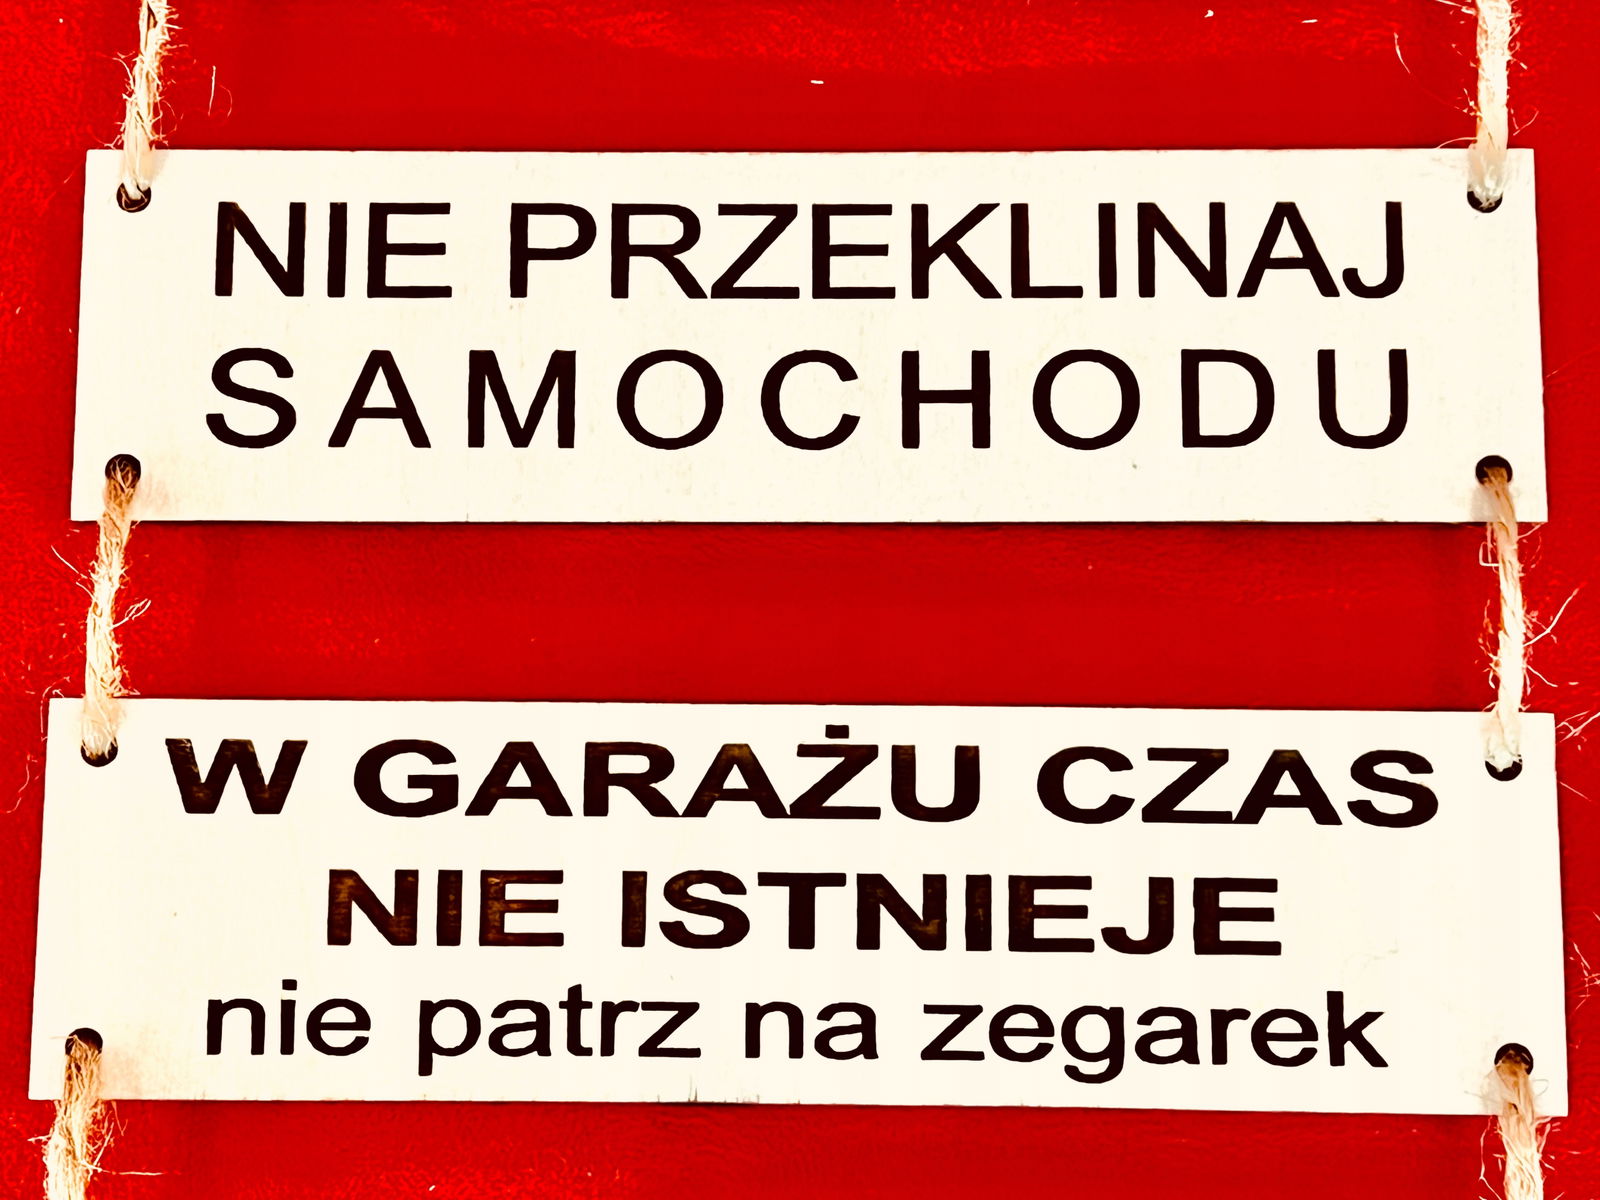 NIE PRZEKLINAJ
SAMOCHODU
W GARAŻU CZAS
NIE ISTNIEJE
nie patrz na zegarek